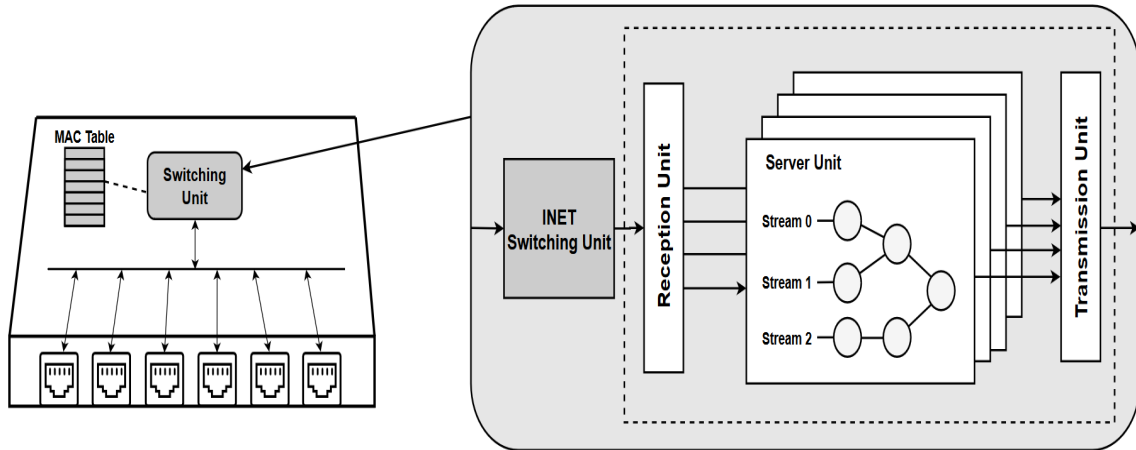 MAC Table
Switching
Unit
INET
Switching Unit
Reception Unit
Server Unit
Stream 0
Stream 1
Stream 2
Transmission Unit